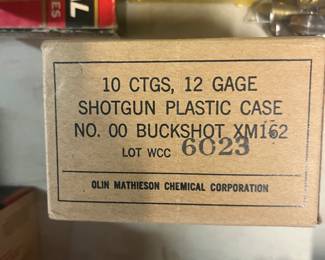 10 CTGS, 12 GAGE
SHOTGUN PLASTIC CASE
NO. 00 BUCKSHOT XM162
LOT WCC 6023
OLIN MATHIESON CHEMICAL CORPORATION